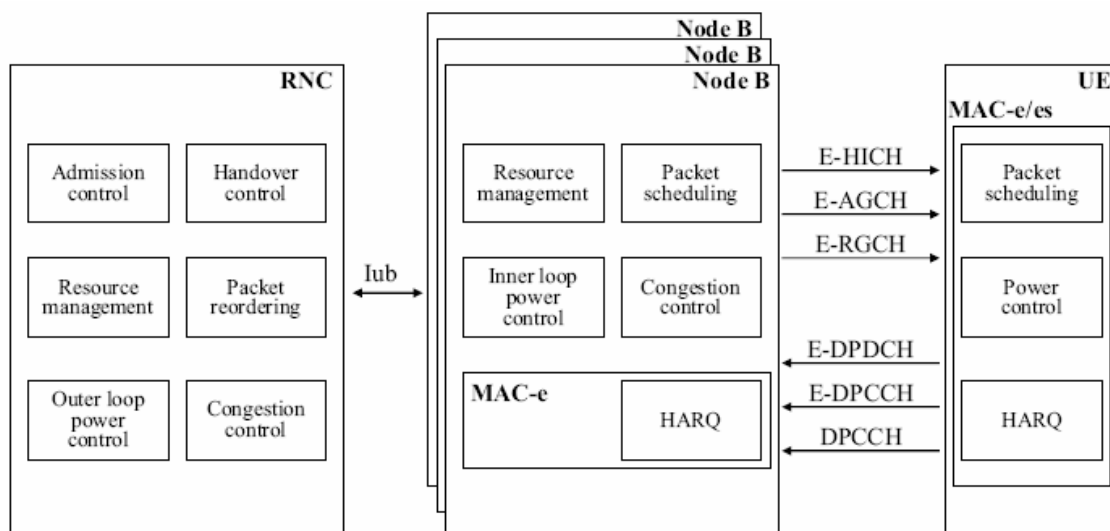 Node B
Node B
Node B
RNC
UE
MAC-e/es
Admission
control
Handover
control
Resource
management
Packet
reordering
Outer loop
power
control
Congestion
control
Iub
Resource
management
Packet
scheduling
Inner loop
power
control
Congestion
control
MAC-e
HARQ
E-HICH
E-AGCH
E-RGCH
E-DPDCH
E-DPCCH
DPCCH
Packet
scheduling
Power
control
HARQ